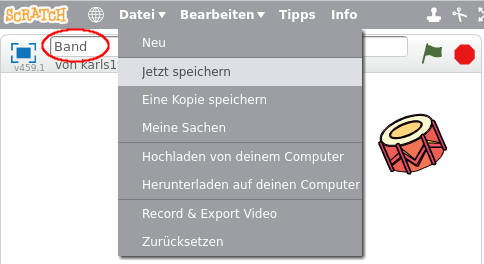 SCRATCH Datei Bearbeiten Tipps Info
Band
v459.1
von karls1
Neu
Jetzt speichern
Eine Kopie speichern
Meine Sachen
Hochladen von deinem Computer
Herunterladen auf deinen Computer
Record & Export Video
Zurücksetzen